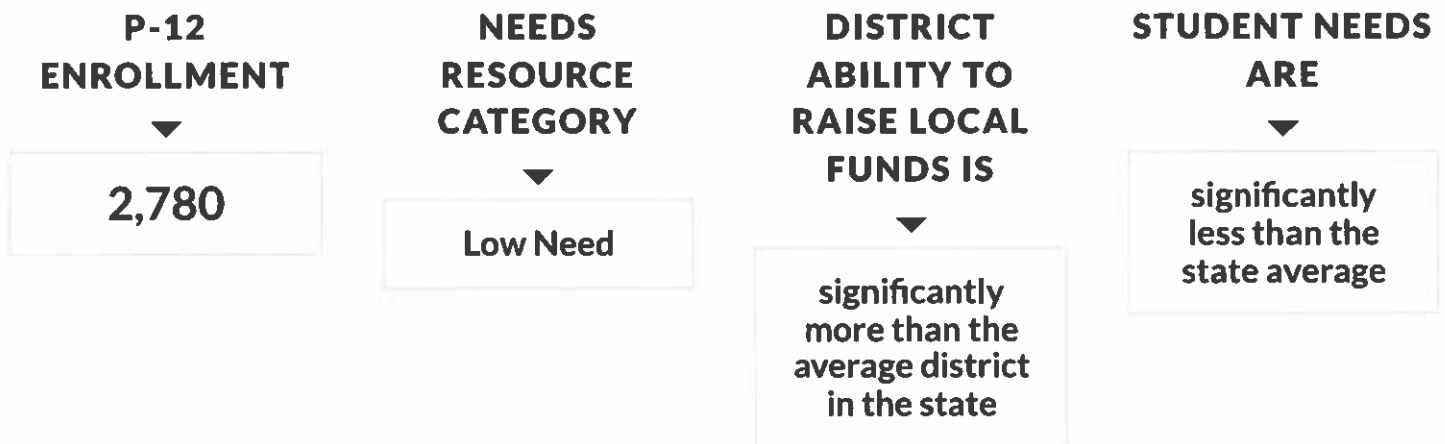 P-12
ENROLLMENT
2,780
NEEDS
RESOURCE
CATEGORY
Low Need
DISTRICT
ABILITY TO
RAISE LOCAL
FUNDS IS
significantly
more than the
average district
in the state
STUDENT NEEDS
ARE
significantly
less than the
state average